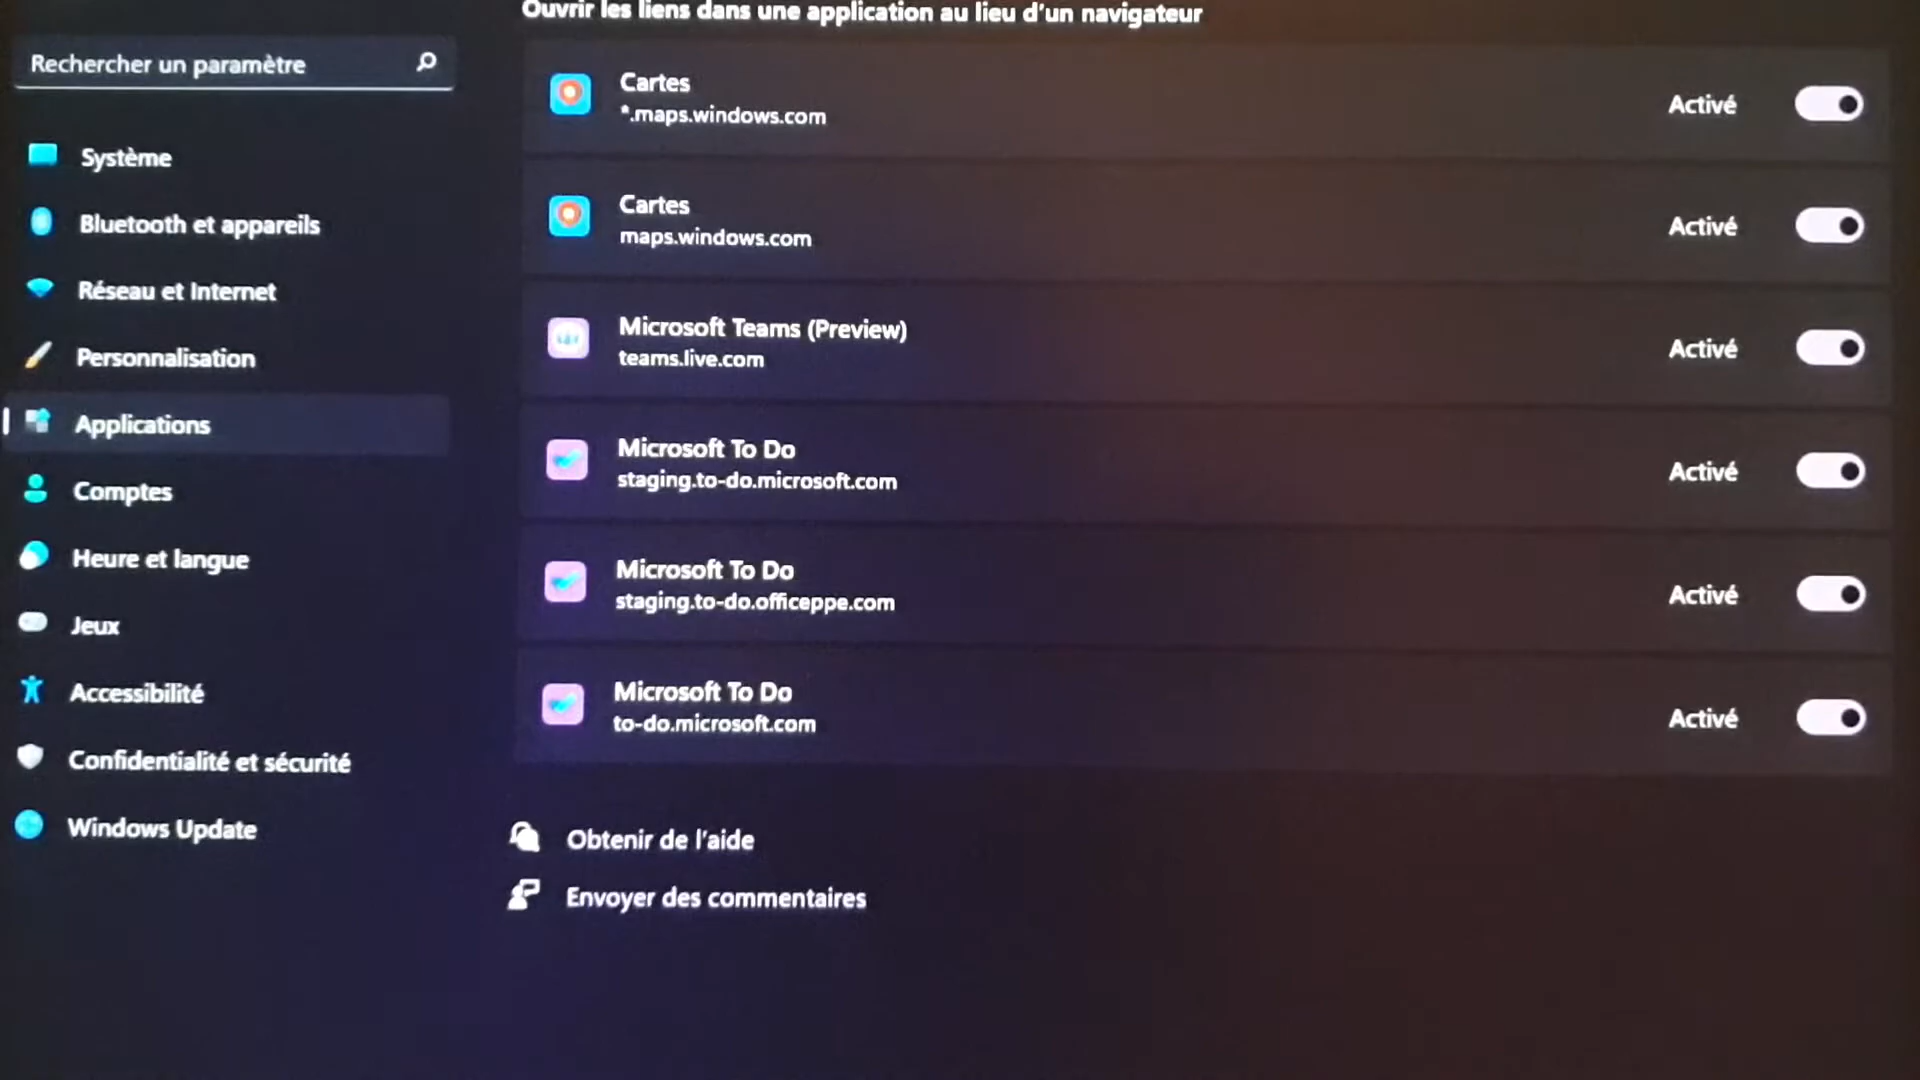 Ouvrir les liens dans une application au lieu d'un navigateur
Rechercher un paramètre
Système
Bluetooth et appareils
Réseau et Internet
Personnalisation
Applications
Comptes
Heure et langue
Jeux
Accessibilité
Confidentialité et sécurité
Windows Update
Cartes
*.maps.windows.com
Activé
Cartes
maps.windows.com
Activé
Microsoft Teams (Preview)
teams.live.com
Activé
Microsoft To Do
staging.to-do.microsoft.com
Activé
Microsoft To Do
staging.to-do.officeppe.com
Activé
Microsoft To Do
to-do.microsoft.com
Activé
Obtenir de l'aide
Envoyer des commentaires